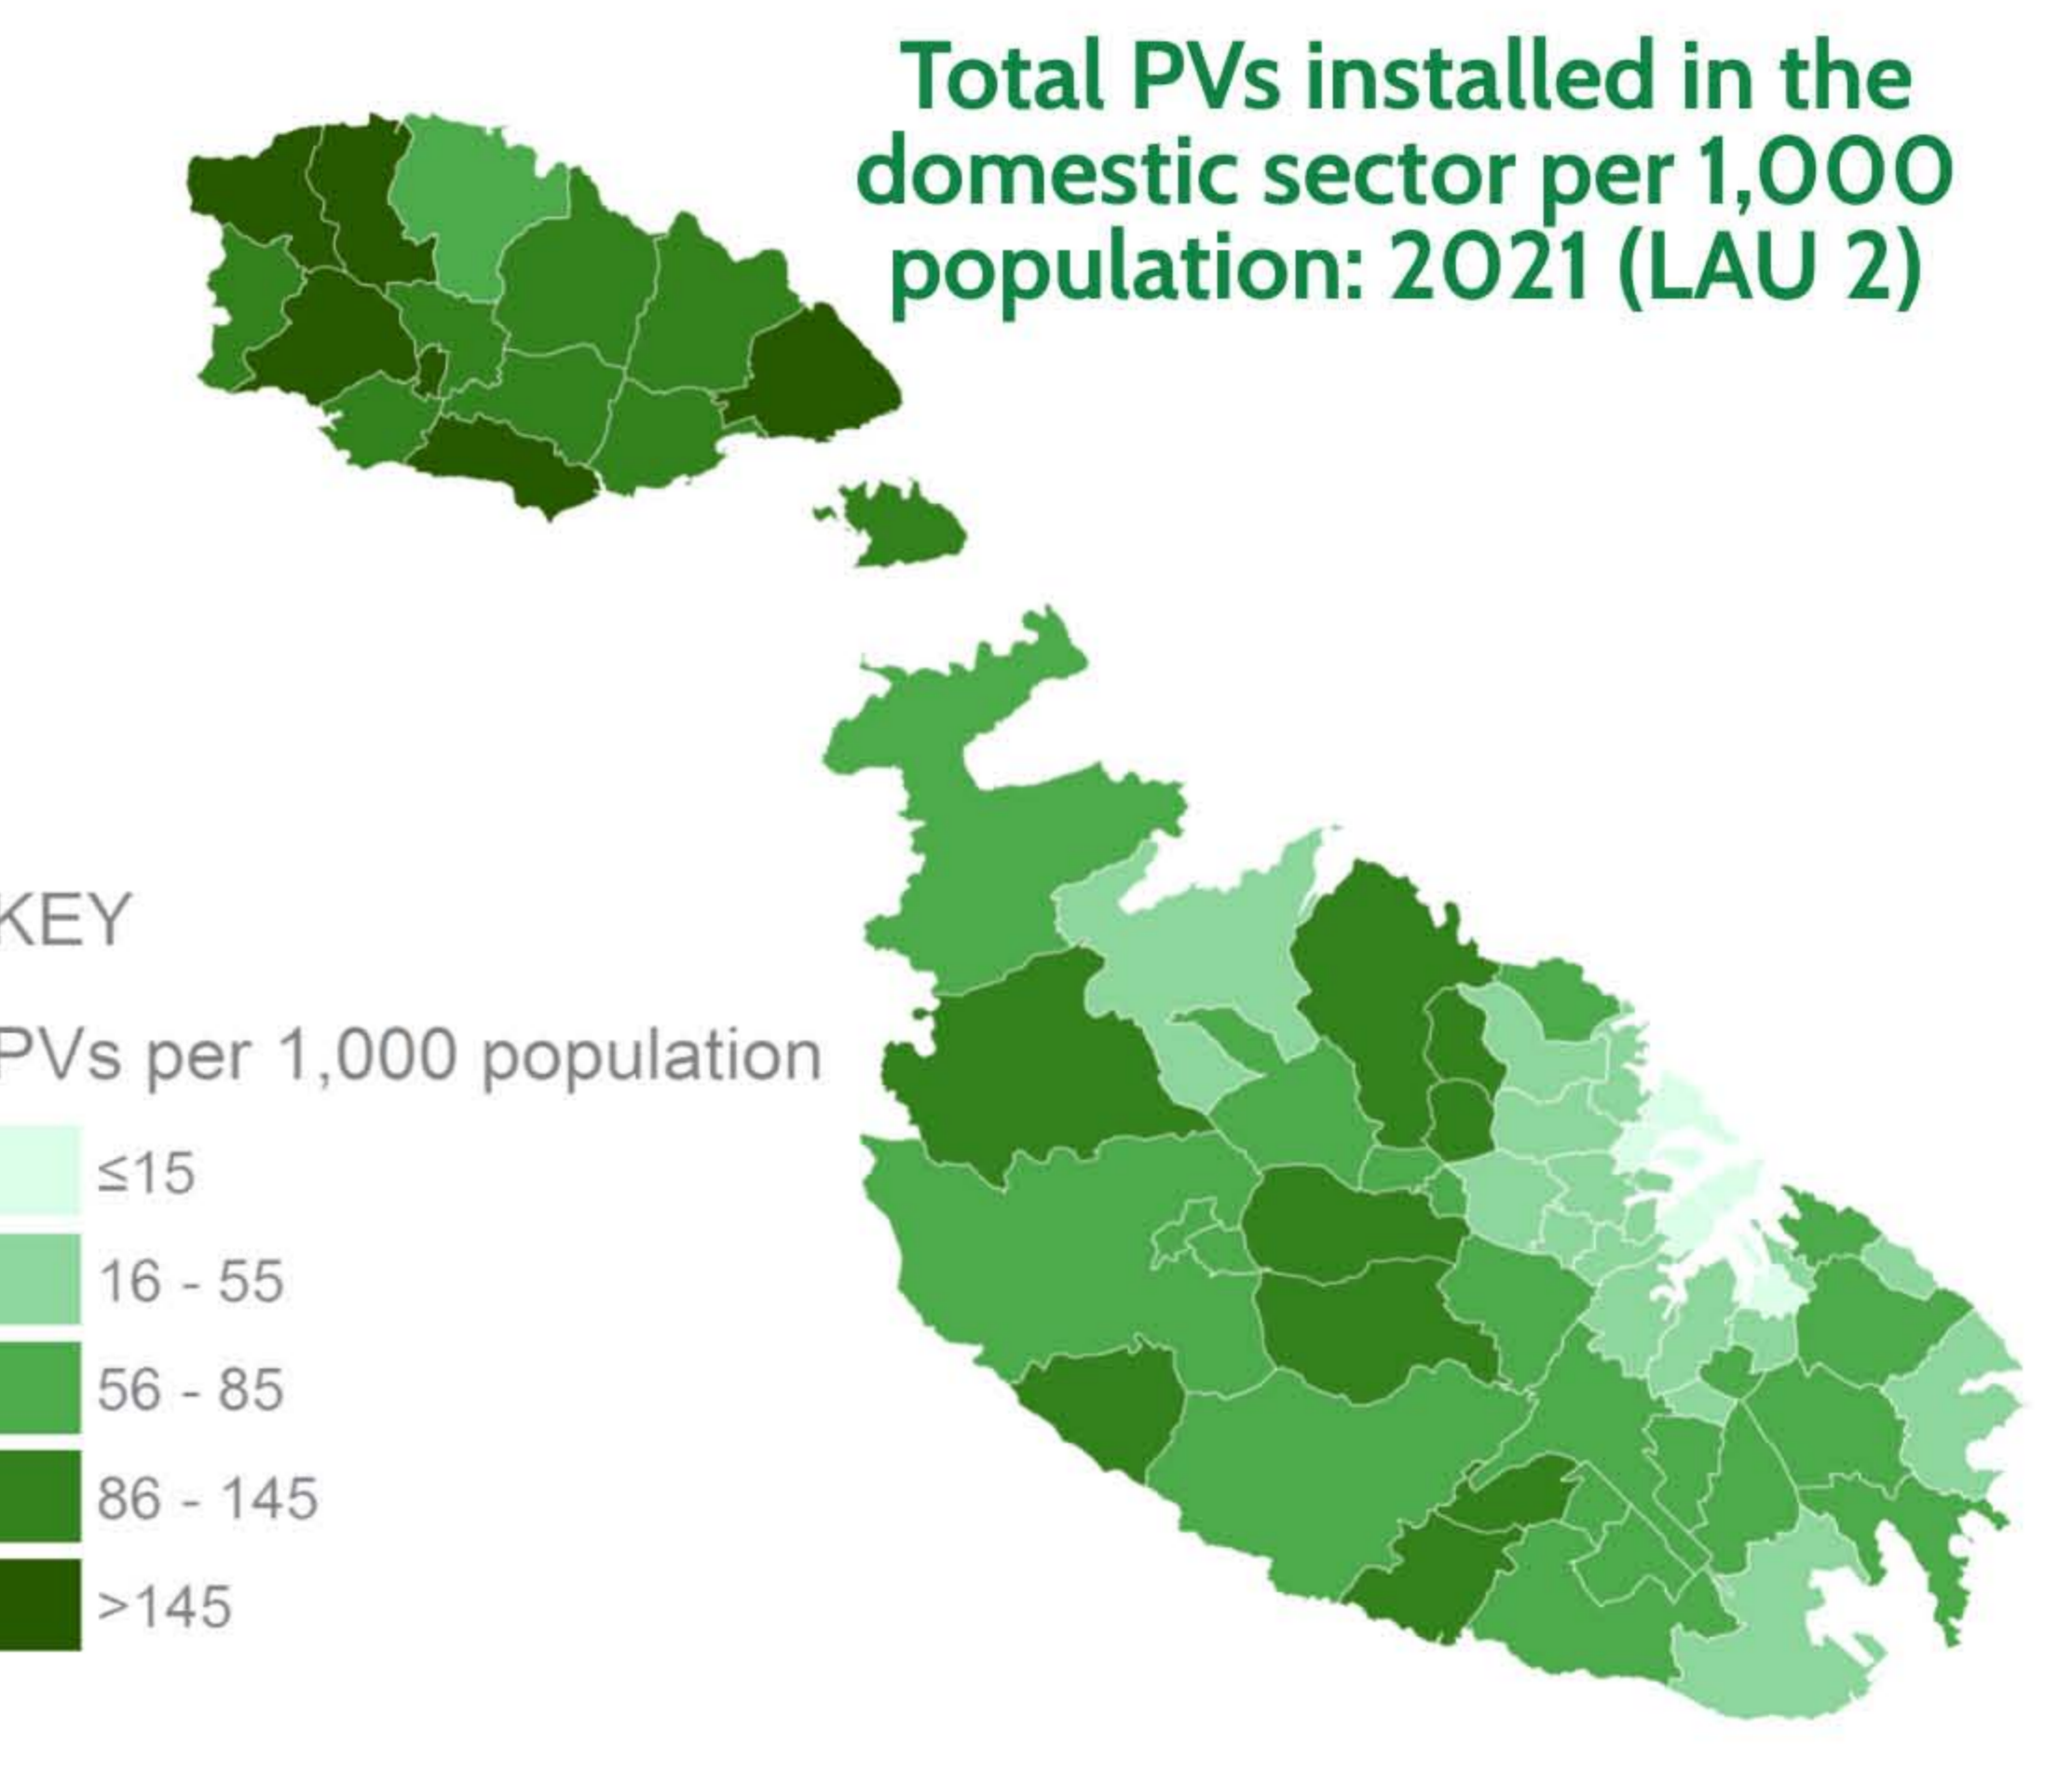 Total PVs installed in the
domestic sector per 1,000
population: 2021 (LAU 2)
KEY
PVs per 1,000 population
≤15
16 - 55
56 - 85
86 - 145
>145